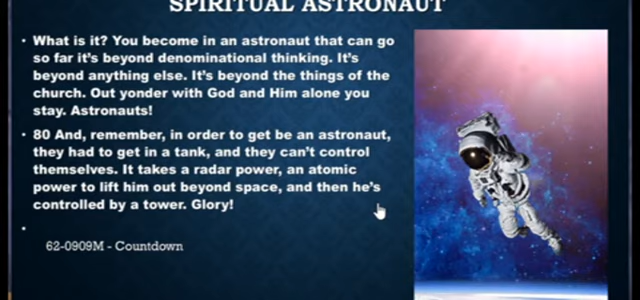 SPIRITUAL ASTRONAUT
• What is it? You become in an astronaut that can go
so far it's beyond denominational thinking. It's
beyond anything else. It's beyond the things of the
church. Out yonder with God and Him alone you
stay. Astronauts!
• 80 And, remember, in order to get be an astronaut,
they had to get in a tank, and they can't control
themselves. It takes a radar power, an atomic
power to lift him out beyond space, and then he's
controlled by a tower. Glory!
•
62-0909M - Countdown